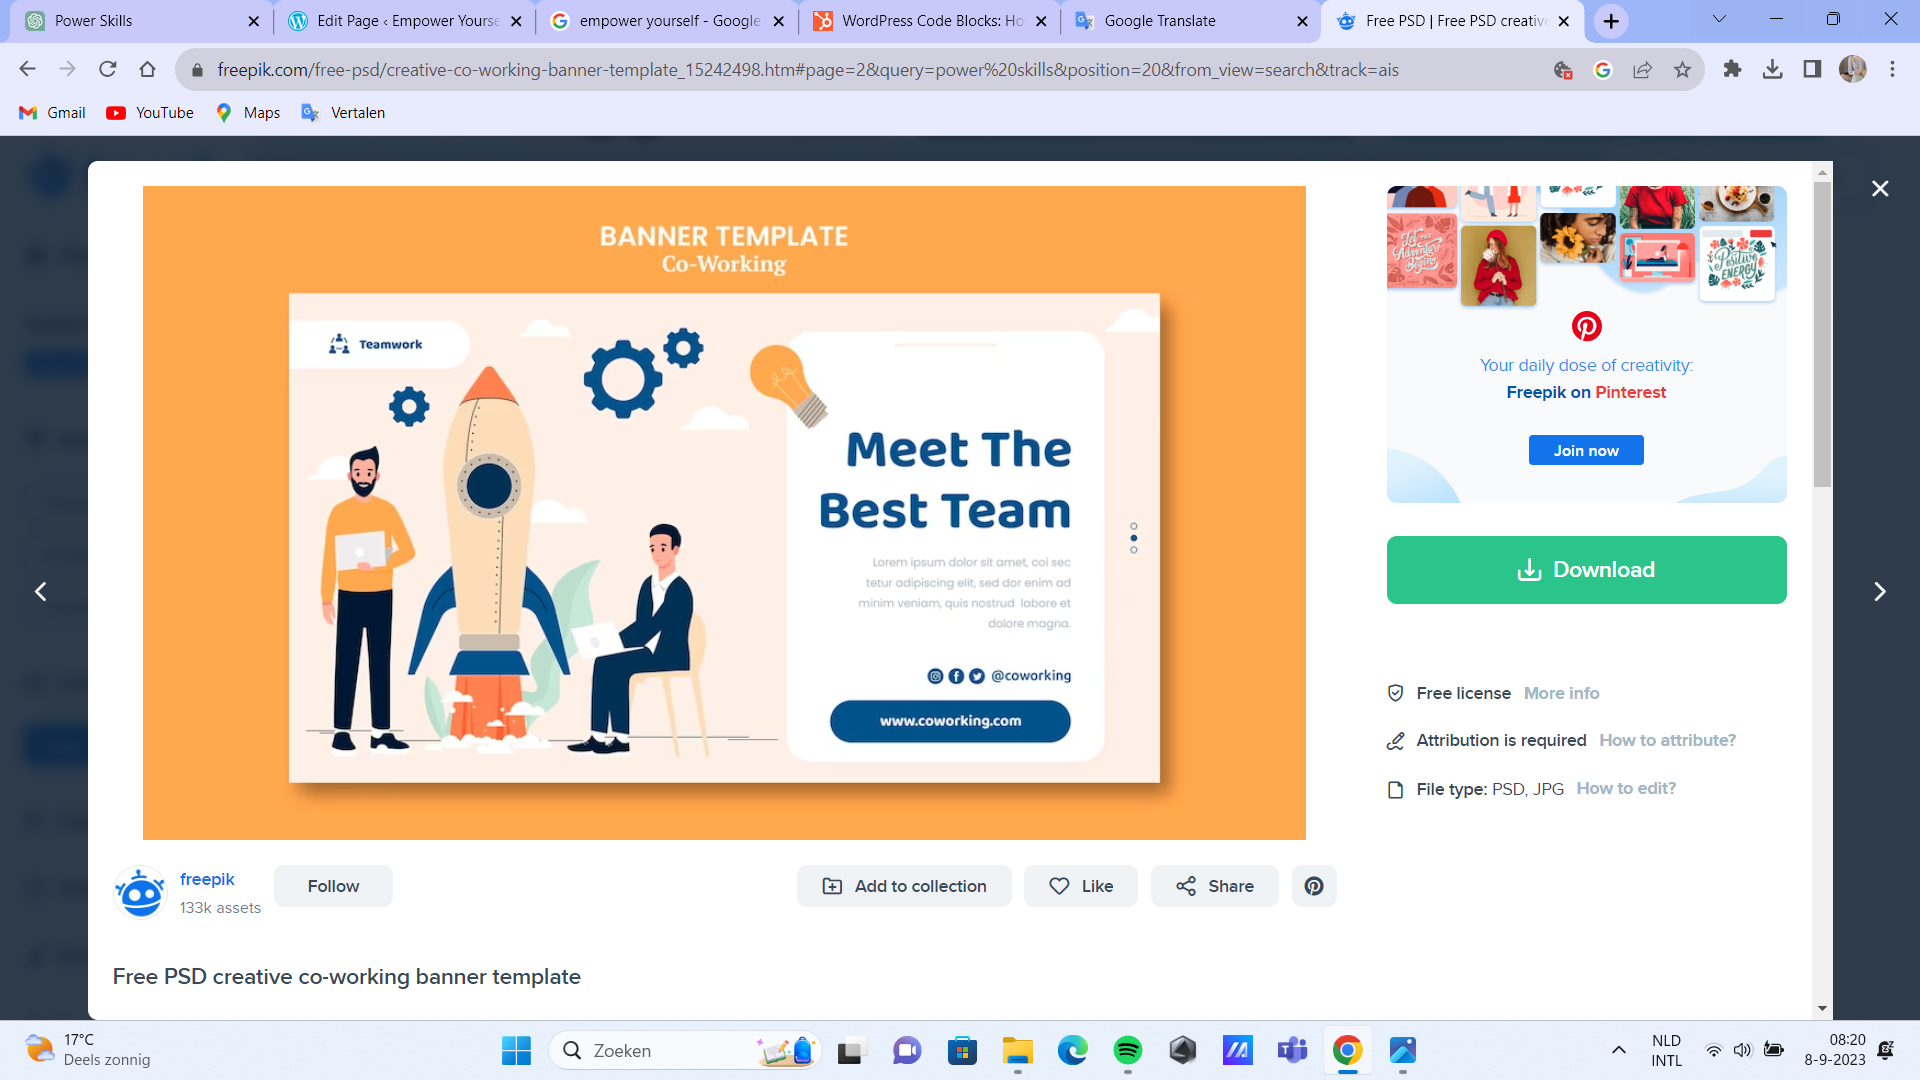 Power Skills
Edit Page ‹ Empower Yourse
empower yourself - Google
WordPress Code Blocks: Ho
Google Translate
Free PSD | Free PSD creativ
freepik.com/free-psd/creative-co-working-banner-template_15242498.htm#page=2&query=power%20skills&position=20&from_view=search&track=ais
Gmail
YouTube
Maps
Vertalen
BANNER TEMPLATE
Co-Working
Teamwork
Meet The
Best Team
Lorem ipsum dolor sit amet, coi sec
tetur adipiscing elit, sed dor enim ad
minim veniam, quis nostrud labore et
dolore magna.
@coworking
www.coworking.com
Let the
Adventure
Begins
Positive
ENERGY
Your daily dose of creativity:
Freepik on Pinterest
Join now
Download
Free license More info
Attribution is required How to attribute?
File type: PSD, JPG How to edit?
freepik
133k assets
Follow
Add to collection
Like
Share
Free PSD creative co-working banner template
17°C
Deels zonnig
Zoeken
NLD
INTL
08:20
8-9-2023